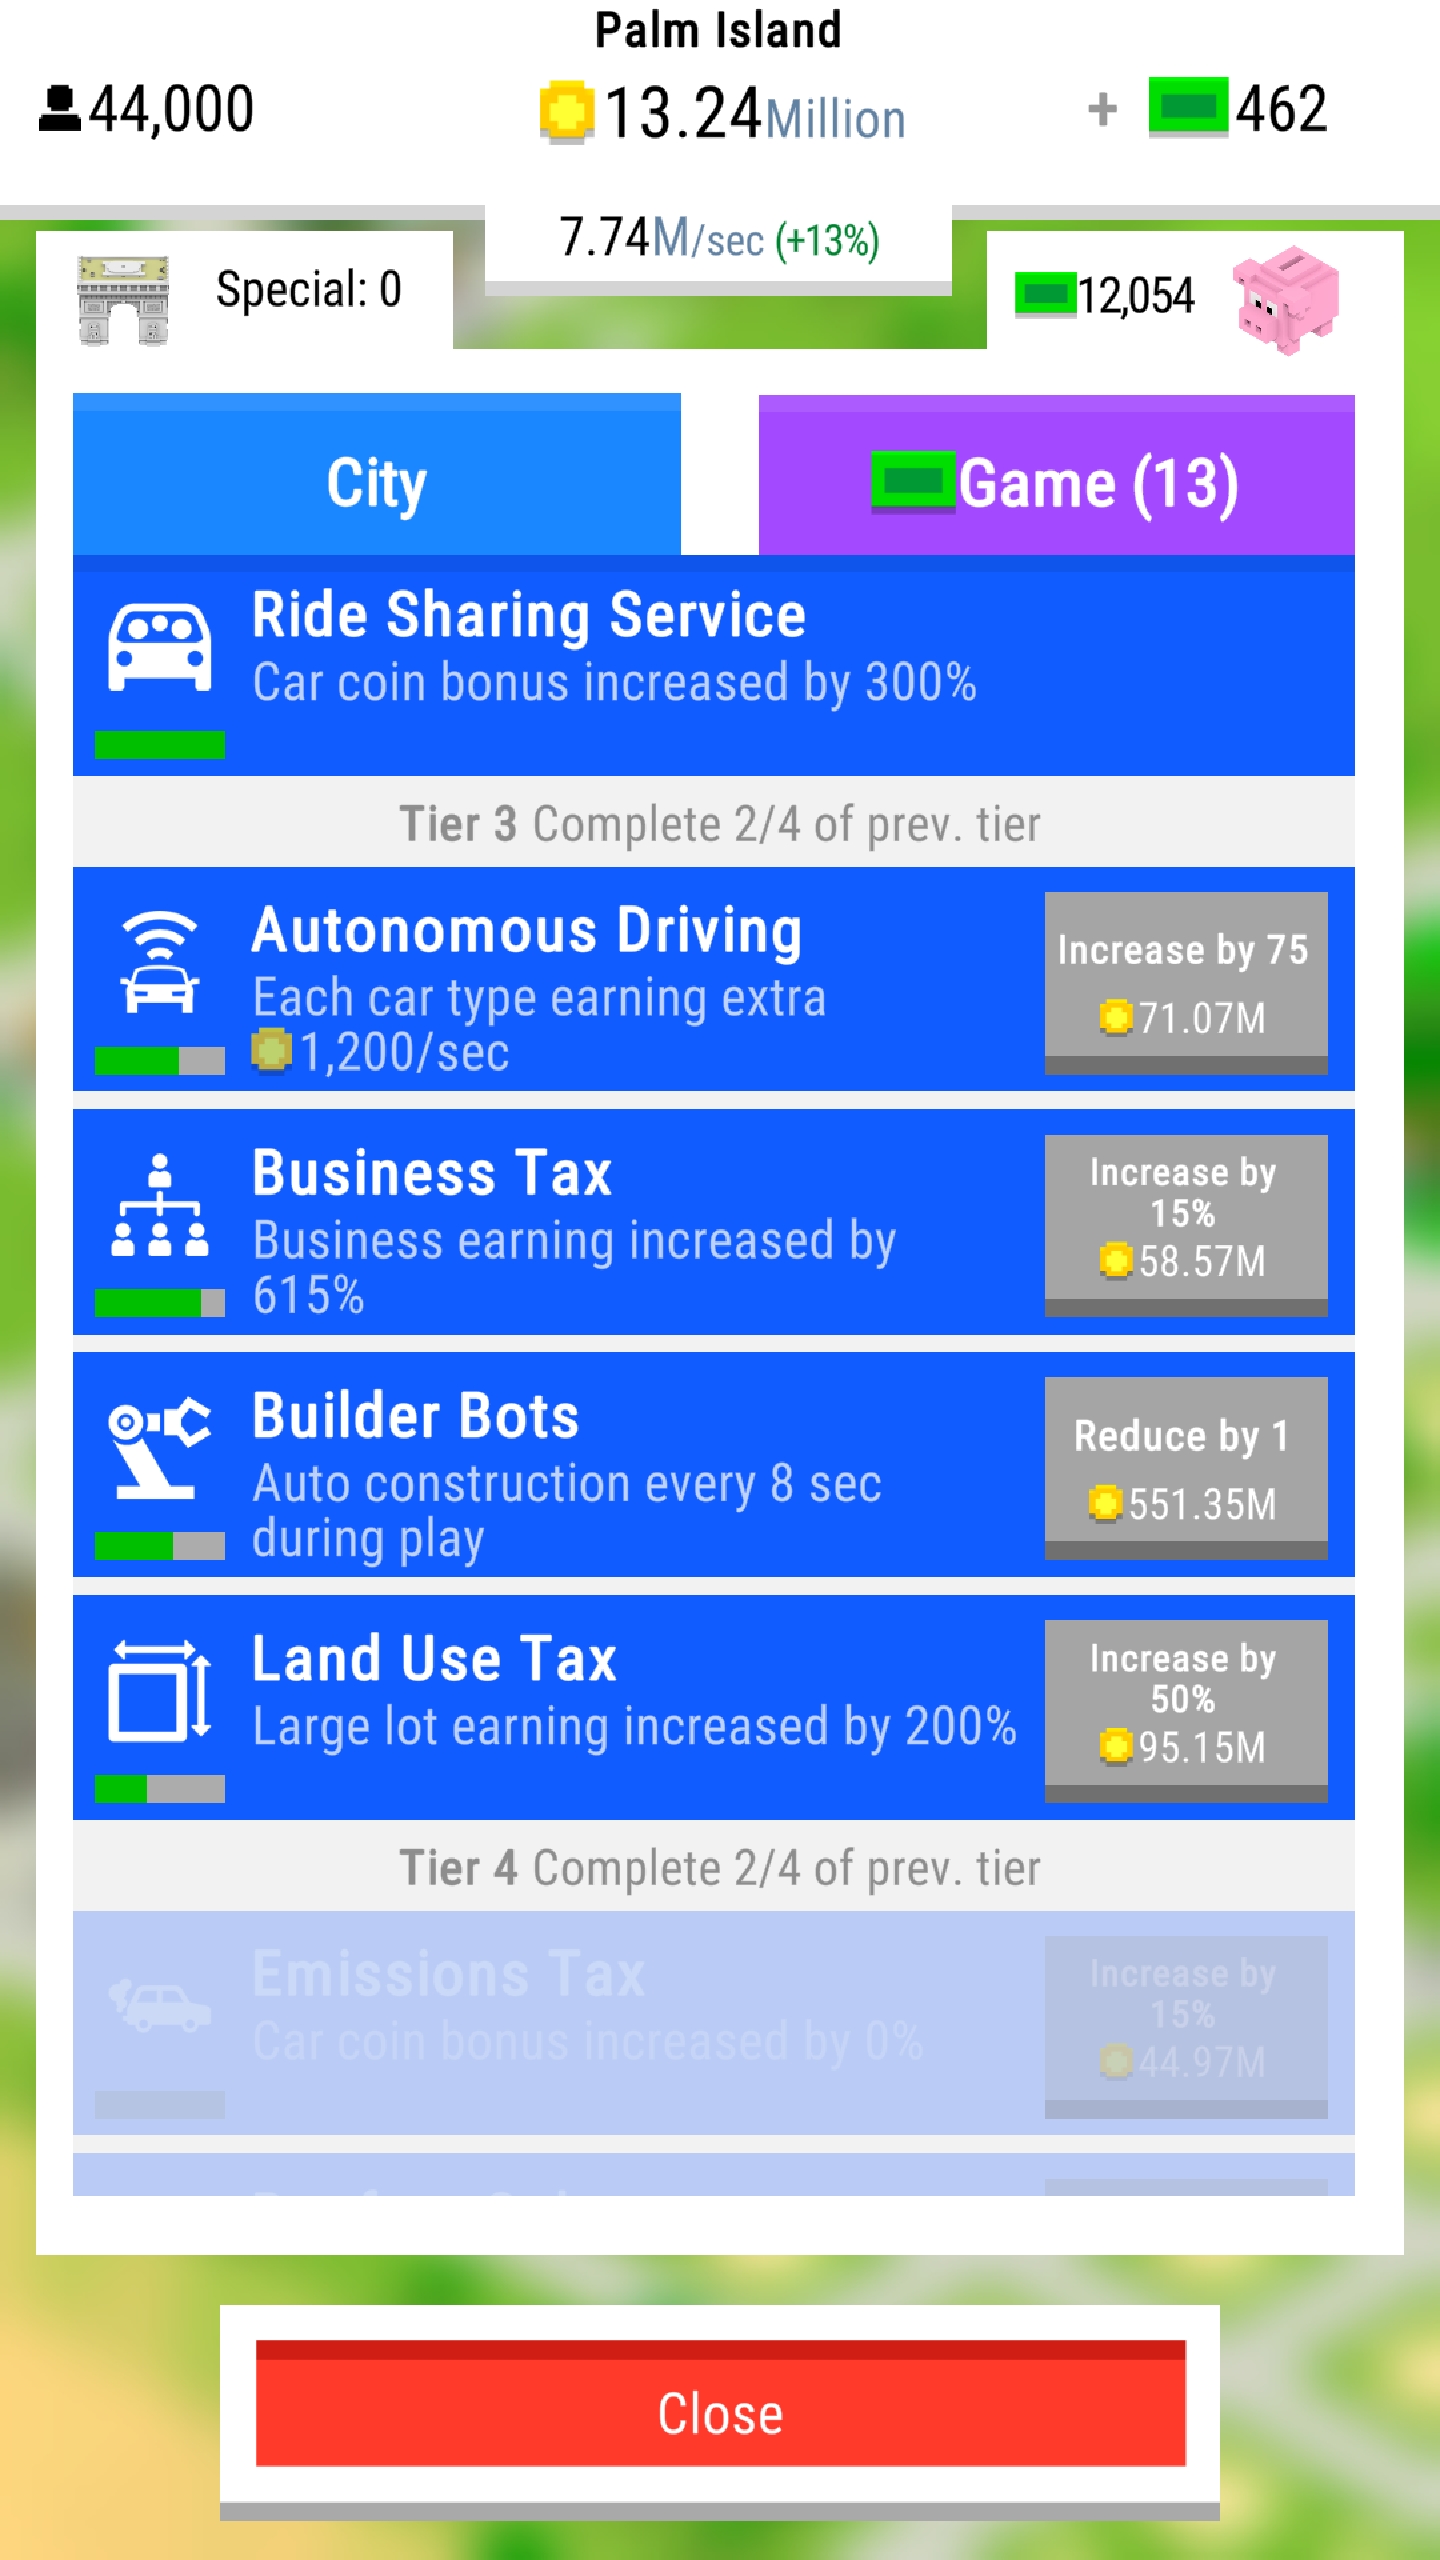 Palm Island
44,000
13.24Million
+ 462
7.74M/sec (+13%)
Special: 0
12,054
City
Game (13)
Ride Sharing Service
Car coin bonus increased by 300%
Tier 3 Complete 2/4 of prev. tier
Autonomous Driving
Each car type earning extra
1,200/sec
Increase by 75
71.07M
Business Tax
Business earning increased by
615%
Increase by
15%
58.57M
Builder Bots
Auto construction every 8 sec
during play
Reduce by 1
551.35M
Land Use Tax
Large lot earning increased by 200%
Increase by
50%
95.15M
Tier 4 Complete 2/4 of prev. tier
Emissions Tax
Car coin bonus increased by 0%
Increase by
15%
44.97M
Close